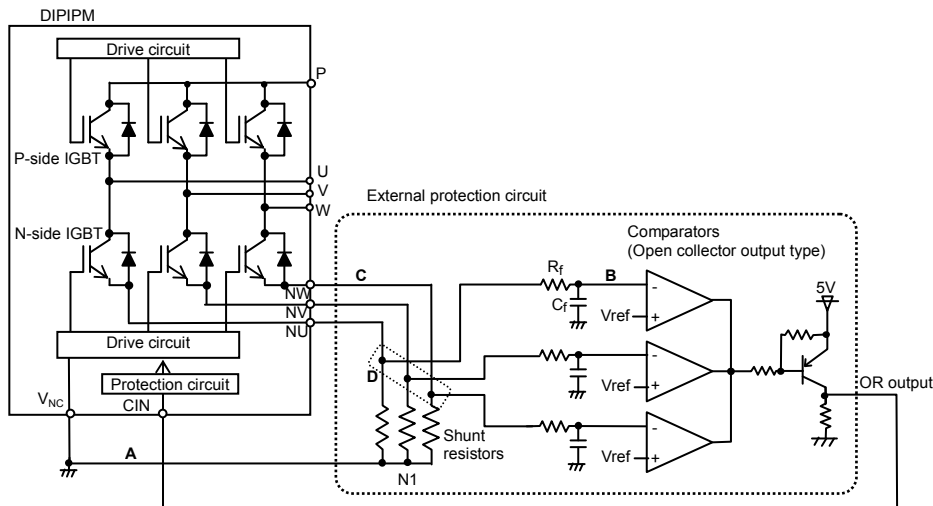 DIPIPM
Drive circuit
P
P-side IGBT
U
V
W
External protection circuit
N-side IGBT
Comparators
(Open collector output type)
C
Rf
B
-
5V
NW
Cf
Vref
+
NV
NU
Drive circuit
-
D
Protection circuit
Vref
+
OR output
VNC
CIN
-
Shunt
resistors
A
Vref
+
N1